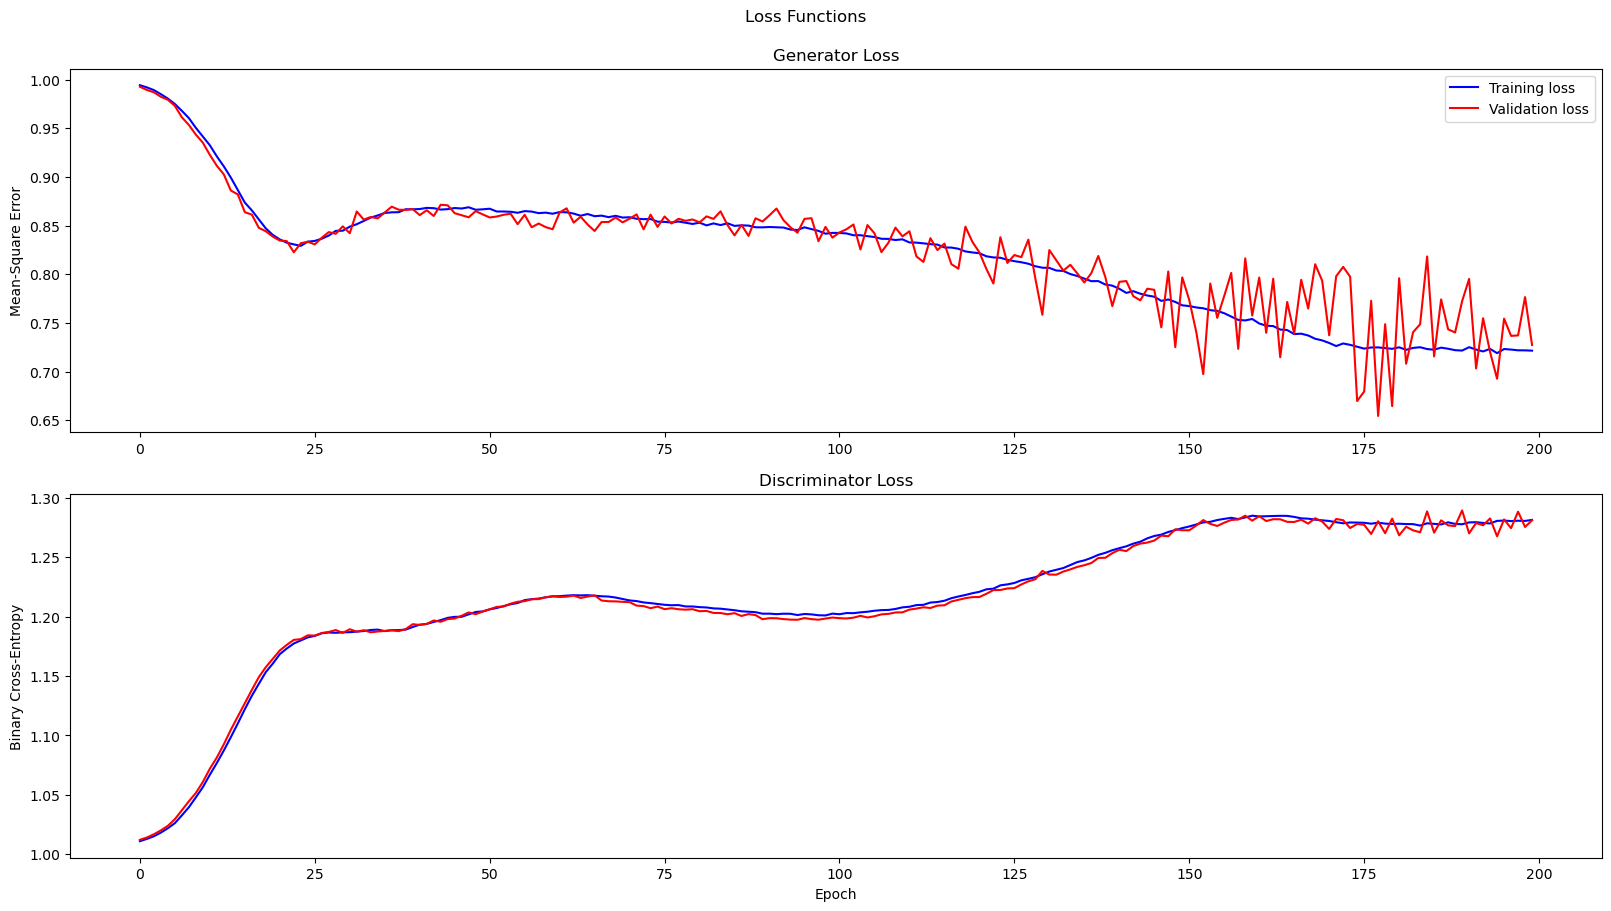 Loss Functions
Generator Loss
Mean-Square Error
1.00
0.95
0.90
0.85
0.80
0.75
0.70
0.65
Training loss
Validation loss
0 25 50 75 100 125 150 175 200
Discriminator Loss
Binary Cross-Entropy
1.30
1.25
1.20
1.15
1.10
1.05
1.00
0 25 50 75 100 125 150 175 200
Epoch